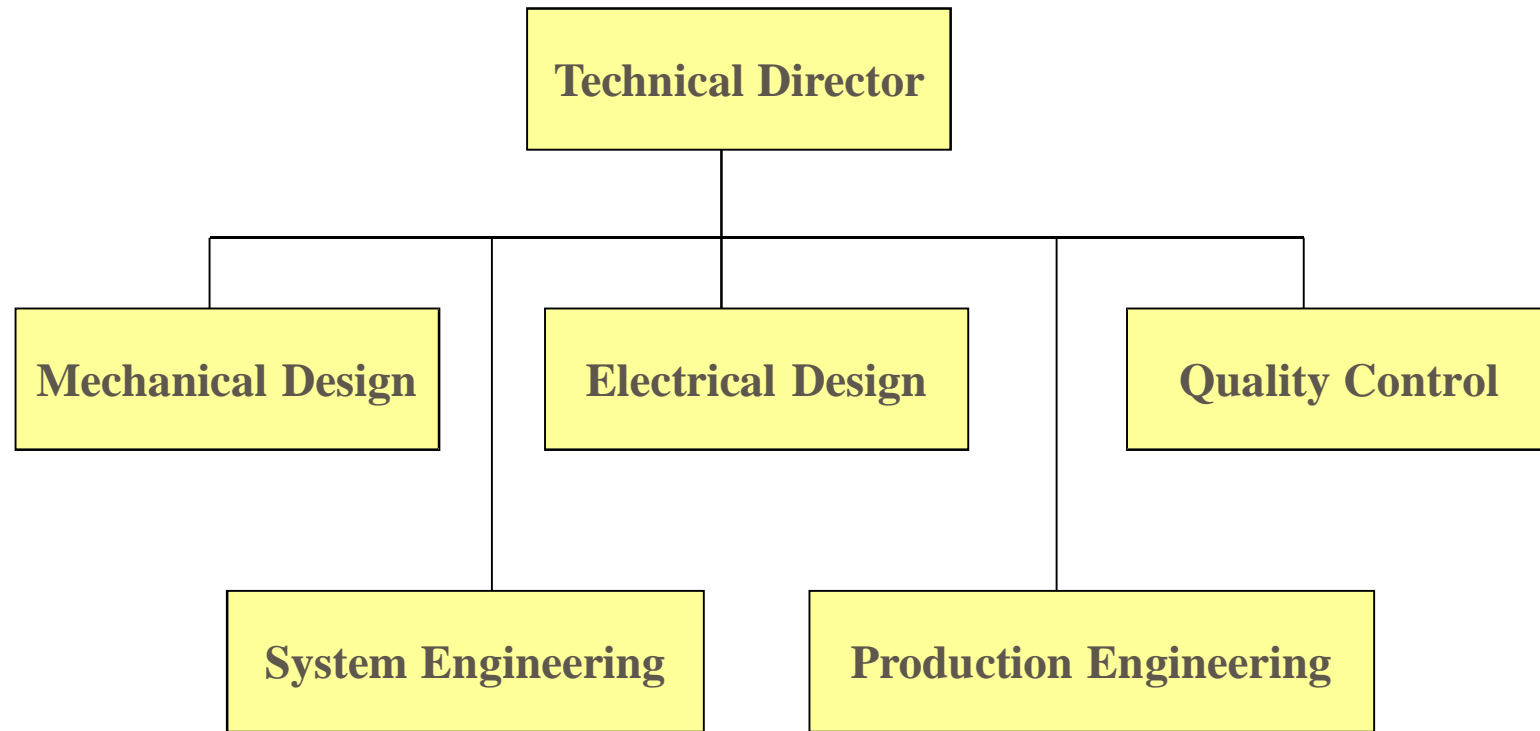 Technical Director
Mechanical Design
Electrical Design
Quality Control
System Engineering
Production Engineering